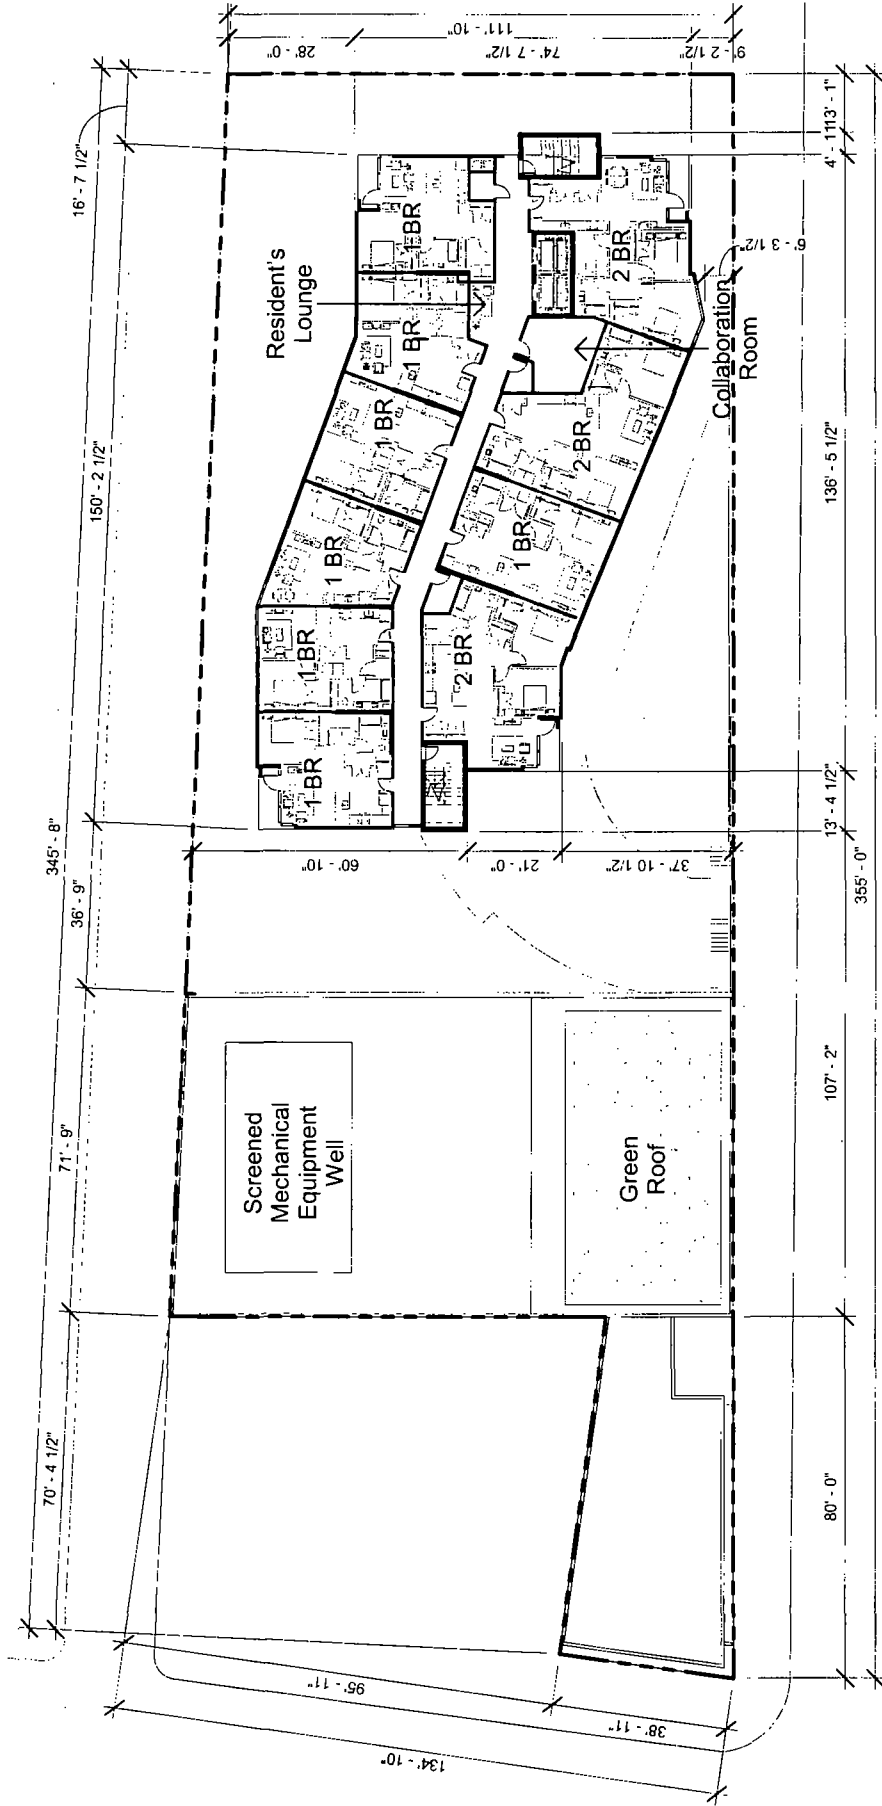 111' - 10"
28' - 0"
74' - 7 1/2"
9' - 2 1/2"
16' - 7 1/2"
150' - 2 1/2"
345' - 8"
36' - 9"
71' - 9"
70' - 4 1/2"
Resident's
Lounge
1 BR
1 BR
1 BR
1 BR
1 BR
1 BR
2 BR
2 BR
1 BR
2 BR
Collaboration
Room
6' - 3 1/2"
4' - 11"
13' - 1"
136' - 5 1/2"
13' - 4 1/2"
355' - 0"
107' - 2"
80' - 0"
60' - 10"
21' - 0"
37' - 10 1/2"
Screened
Mechanical
Equipment
Well
Green
Roof
95' - 11"
38' - 11"
134' - 10"